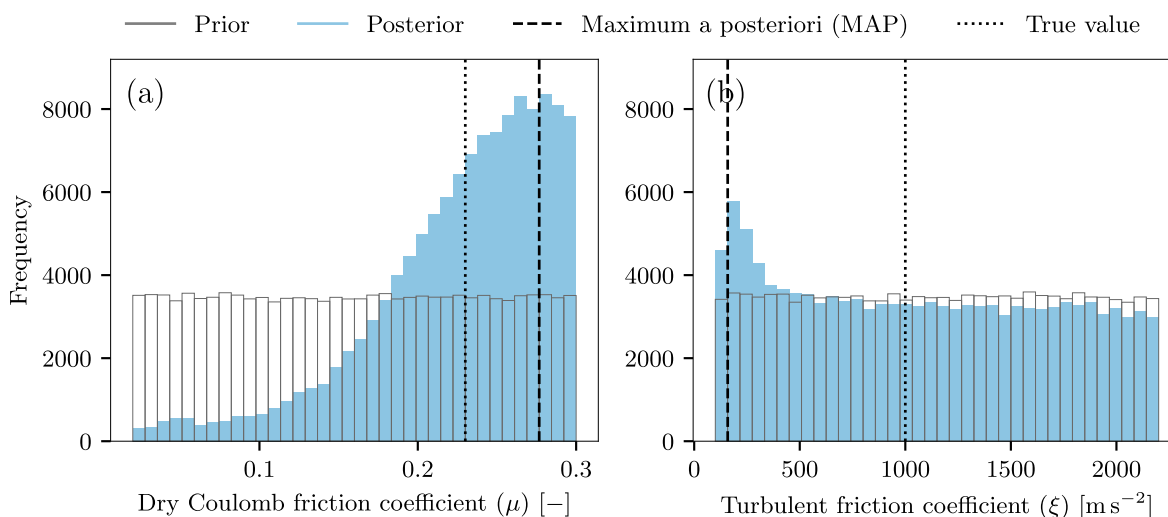 Prior Posterior Maximum a posteriori (MAP) True value
(a) (b)
8000
6000
4000
2000
0
Frequency
0.1 0.2 0.3
Dry Coulomb friction coefficient (μ) [−]
8000
6000
4000
2000
0
0 500 1000 1500 2000
Turbulent friction coefficient (ξ) [m s⁻²]